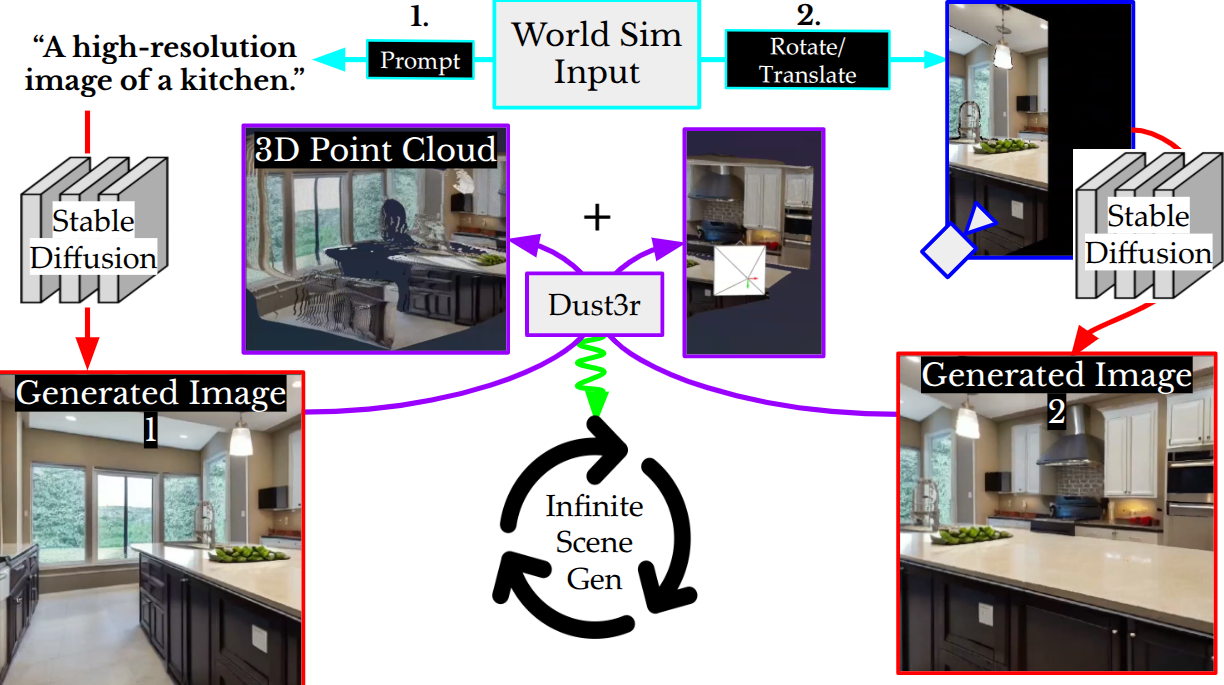 1.
2.
World Sim
Input
Prompt
Rotate/
Translate
“A high-resolution
image of a kitchen.”
3D Point Cloud
+
Stable
Diffusion
Stable
Diffusion
Dust3r
Generated Image
1
Generated Image
2
Infinite
Scene
Gen